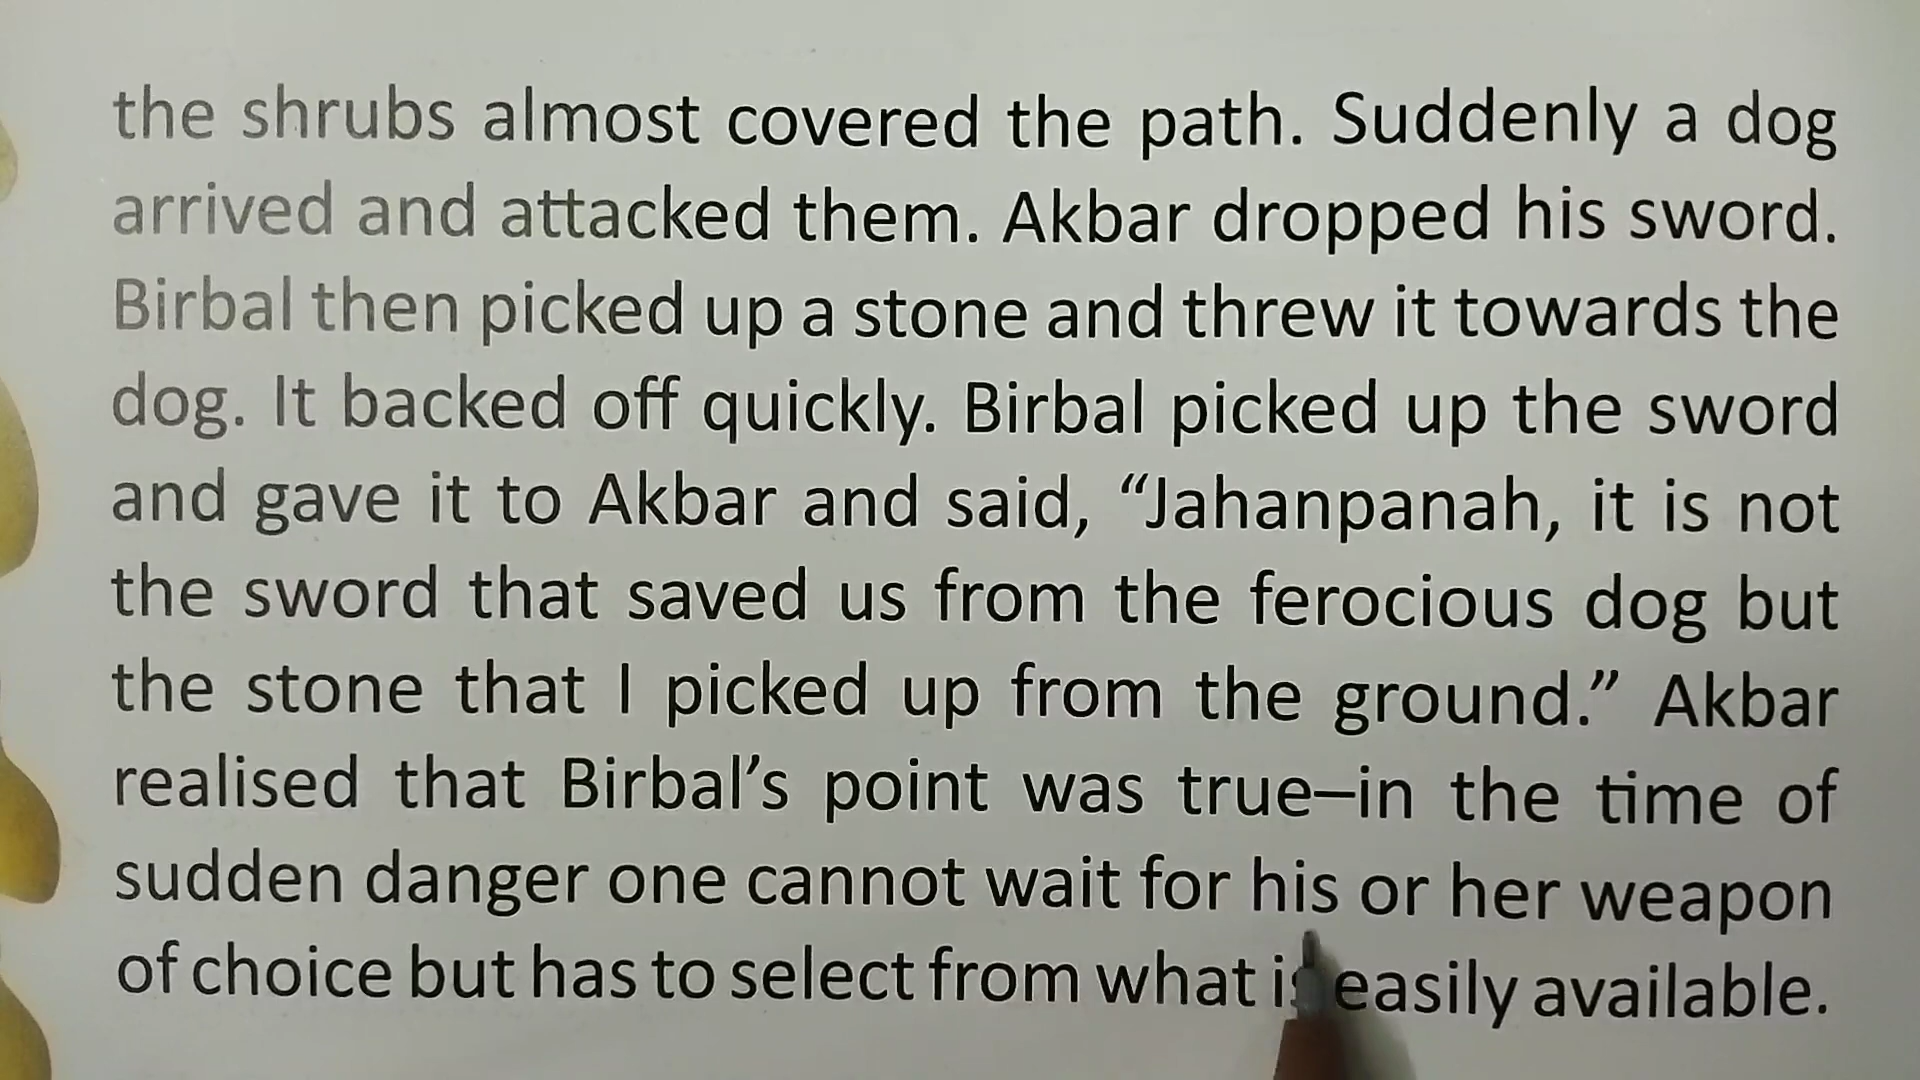 the shrubs almost covered the path. Suddenly a dog
arrived and attacked them. Akbar dropped his sword.
Birbal then picked up a stone and threw it towards the
dog. It backed off quickly. Birbal picked up the sword
and gave it to Akbar and said, “Jahanpanah, it is not
the sword that saved us from the ferocious dog but
the stone that I picked up from the ground.” Akbar
realised that Birbal’s point was true–in the time of
sudden danger one cannot wait for his or her weapon
of choice but has to select from what is easily available.